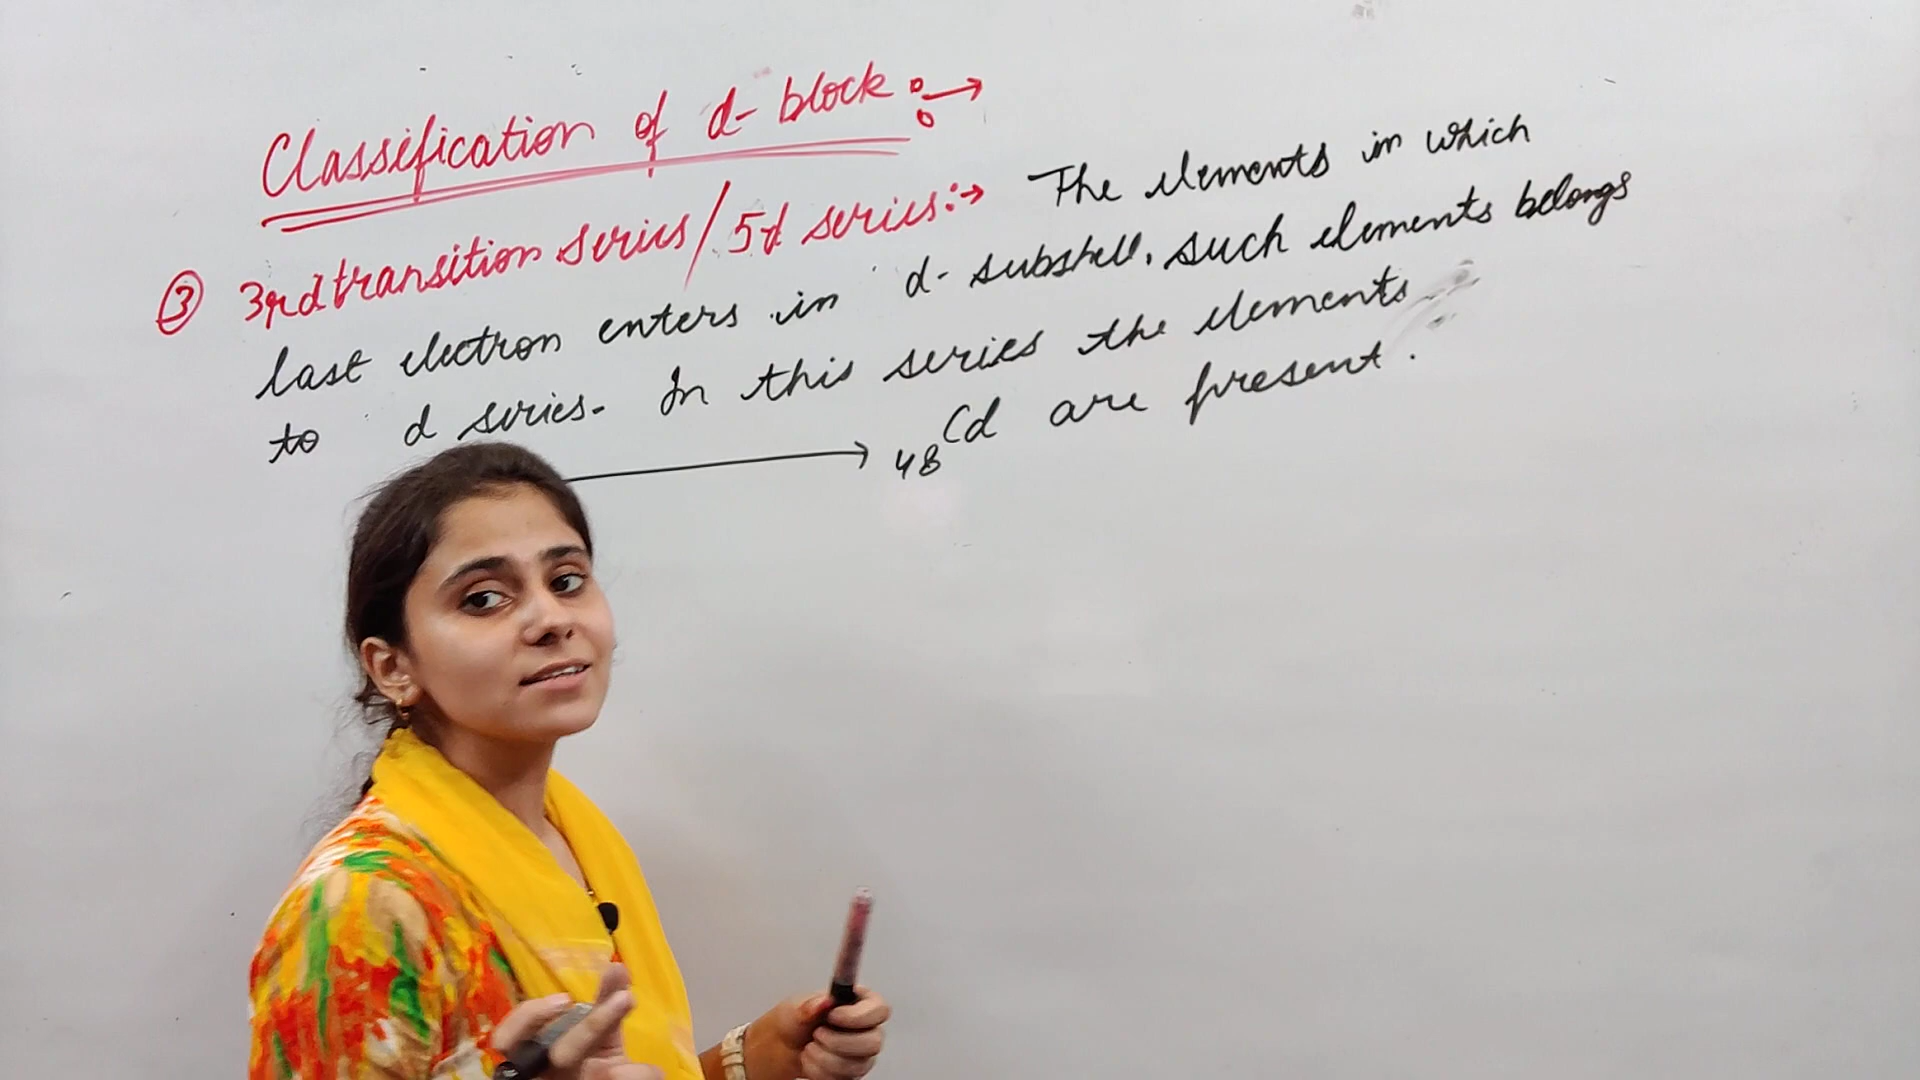 Classification of d- block :→
③ 3rd transition series/5d series:→ The elements in which
last electron enters in d- subshell. such elements belongs
to d series. In this series the elements
→ 48Cd are present.